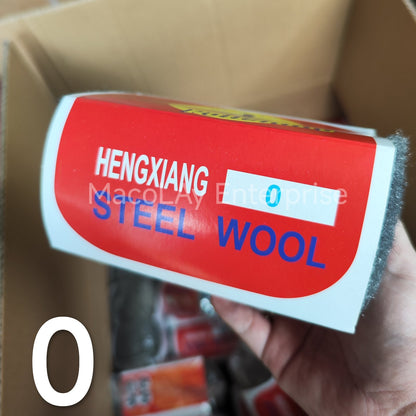 HENGXIANG
0
MacoLAy Enterprise
STEEL WOOL
0